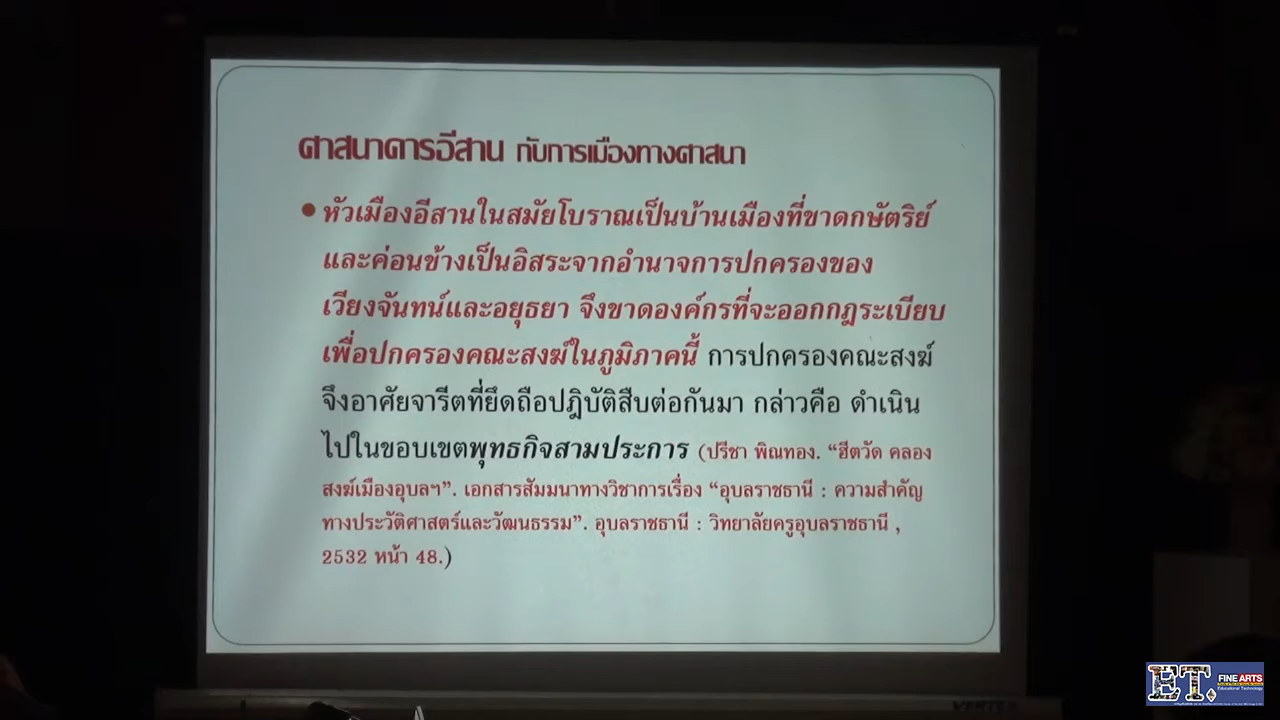 ศาสนาคารอีสาน กับการเมืองทางศาสนา
• หัวเมืองอีสานในสมัยโบราณเป็นบ้านเมืองที่ขาดกษัตริย์
และค่อนข้างเป็นอิสระจากอำนาจการปกครองของ
เวียงจันทน์และอยุธยา จึงขาดองค์กรที่จะออกกฎระเบียบ
เพื่อปกครองคณะสงฆ์ในภูมิภาคนี้ การปกครองคณะสงฆ์
จึงอาศัยจารีตที่ยึดถือปฏิบัติสืบต่อกันมา กล่าวคือ ดำเนิน
ไปในขอบเขตพุทธกิจสามประการ (ปรีชา พิณทอง. “ฮีตวัด คลอง
สงฆ์เมืองอุบลฯ”. เอกสารสัมมนาทางวิชาการเรื่อง “อุบลราชธานี : ความสำคัญ
ทางประวัติศาสตร์และวัฒนธรรม”. อุบลราชธานี : วิทยาลัยครูอุบลราชธานี ,
2532 หน้า 48.)
ET. FINE ARTS
Educational Technology